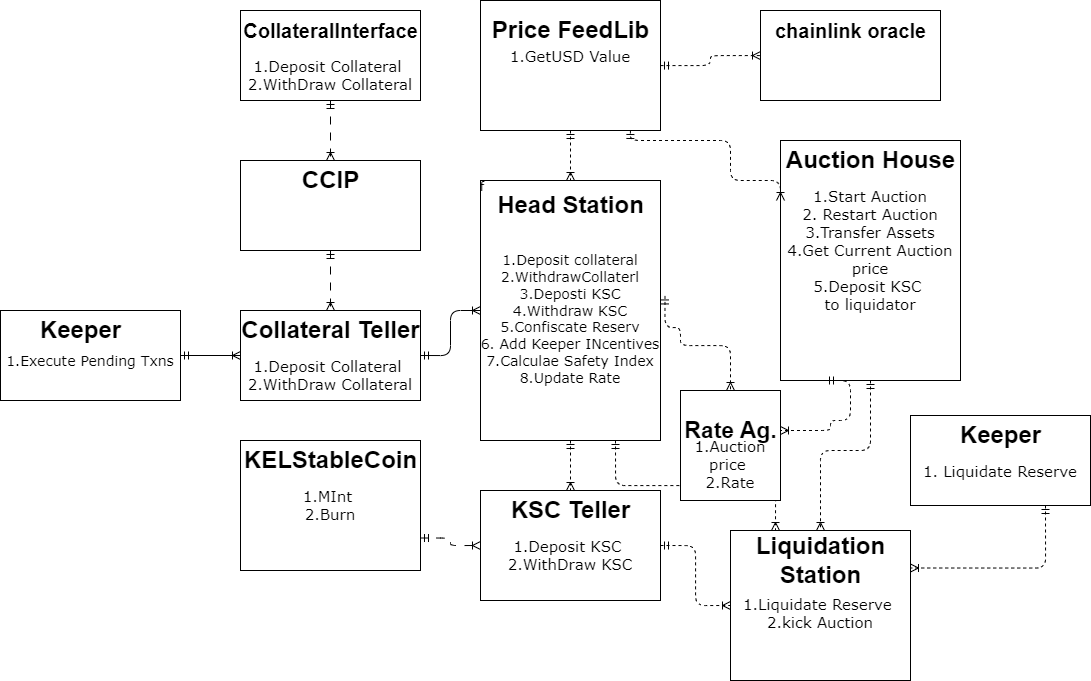 CollateralInterface
1.Deposit Collateral
2.WithDraw Collateral
Price FeedLib
1.GetUSD Value
chainlink oracle
CCIP
Auction House
1.Start Auction
2. Restart Auction
3.Transfer Assets
4.Get Current Auction
price
5.Deposit KSC
to liquidator
Head Station
1.Deposit collateral
2.WithdrawCollaterl
3.Deposti KSC
4.Withdraw KSC
5.Confiscate Reserv
6. Add Keeper INcentives
7.Calculae Safety Index
8.Update Rate
Keeper
1.Execute Pending Txns
Collateral Teller
1.Deposit Collateral
2.WithDraw Collateral
Rate Ag.
1.Auction
price
2.Rate
Keeper
1. Liquidate Reserve
KELStableCoin
1.MInt
2.Burn
KSC Teller
1.Deposit KSC
2.WithDraw KSC
Liquidation
Station
1.Liquidate Reserve
2.kick Auction